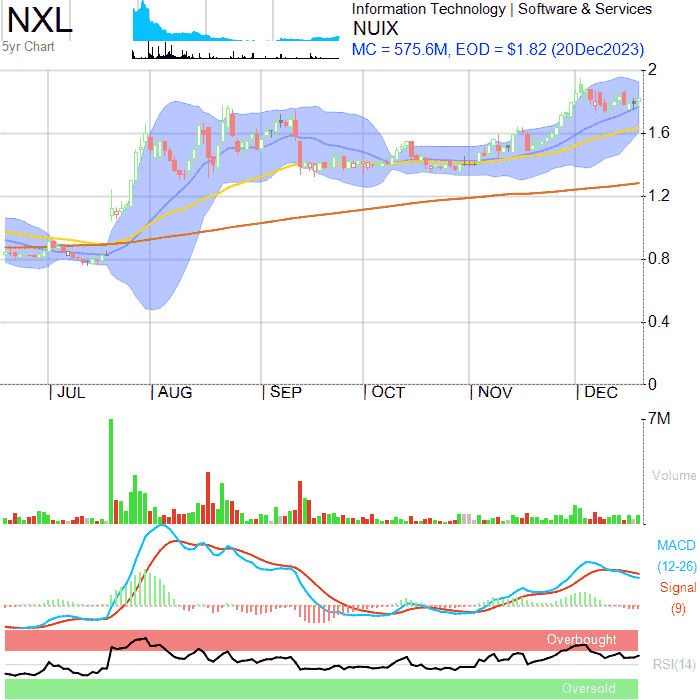 NXL
5yr Chart
Information Technology | Software & Services
NUIX
MC = 575.6M, EOD = $1.82 (20Dec2023)
2
1.6
1.2
0.8
0.4
0
JUL
AUG
SEP
OCT
NOV
DEC
7M
Volume
MACD
(12-26)
Signal
(9)
Overbought
RSI(14)
Oversold